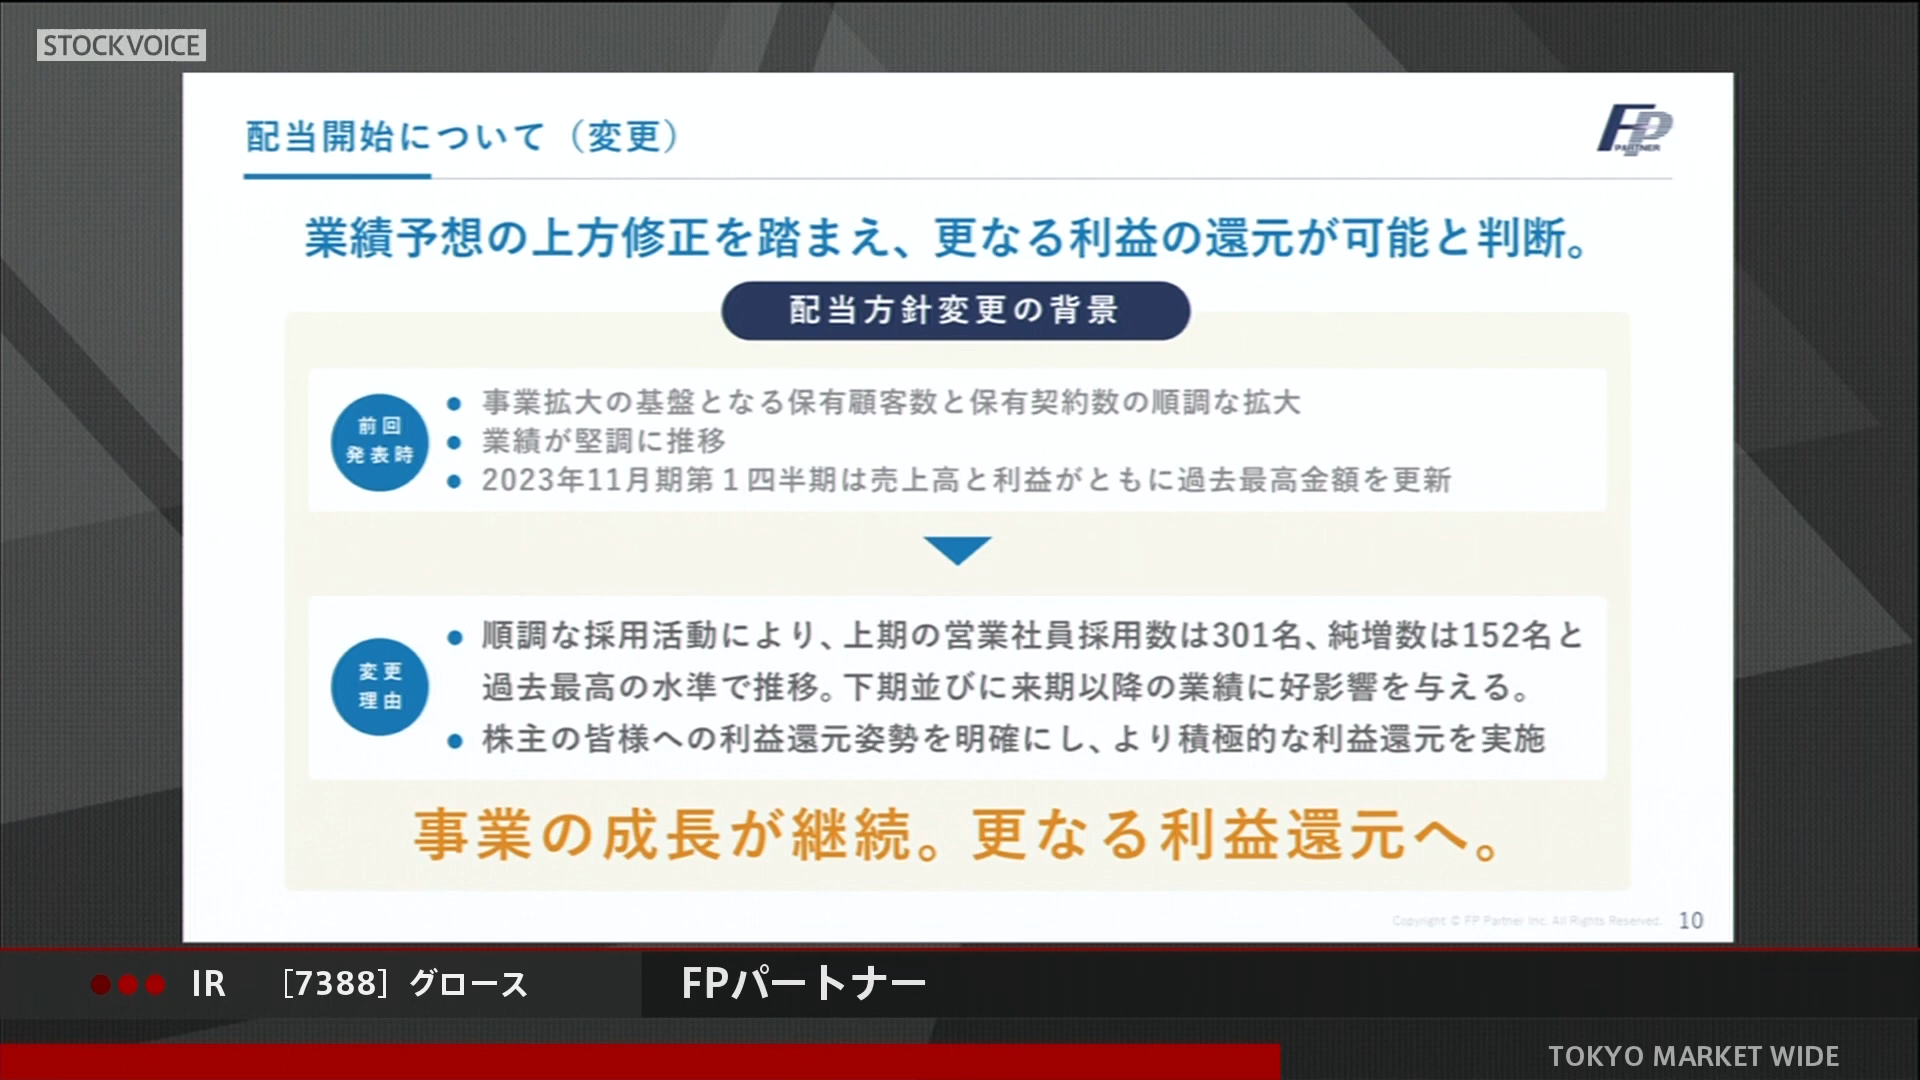 STOCKVOICE
配当開始について（変更）
FP
PARTNER
業績予想の上方修正を踏まえ、更なる利益の還元が可能と判断。
配当方針変更の背景
前回
発表時
● 事業拡大の基盤となる保有顧客数と保有契約数の順調な拡大
● 業績が堅調に推移
● 2023年11月期第１四半期は売上高と利益がともに過去最高金額を更新
変更
理由
● 順調な採用活動により、上期の営業社員採用数は301名、純増数は152名と
過去最高の水準で推移。下期並びに来期以降の業績に好影響を与える。
● 株主の皆様への利益還元姿勢を明確にし、より積極的な利益還元を実施
事業の成長が継続。更なる利益還元へ。
Copyright © FP Partner Inc. All Rights Reserved.
10
IR ［7388］グロース
FPパートナー
TOKYO MARKET WIDE